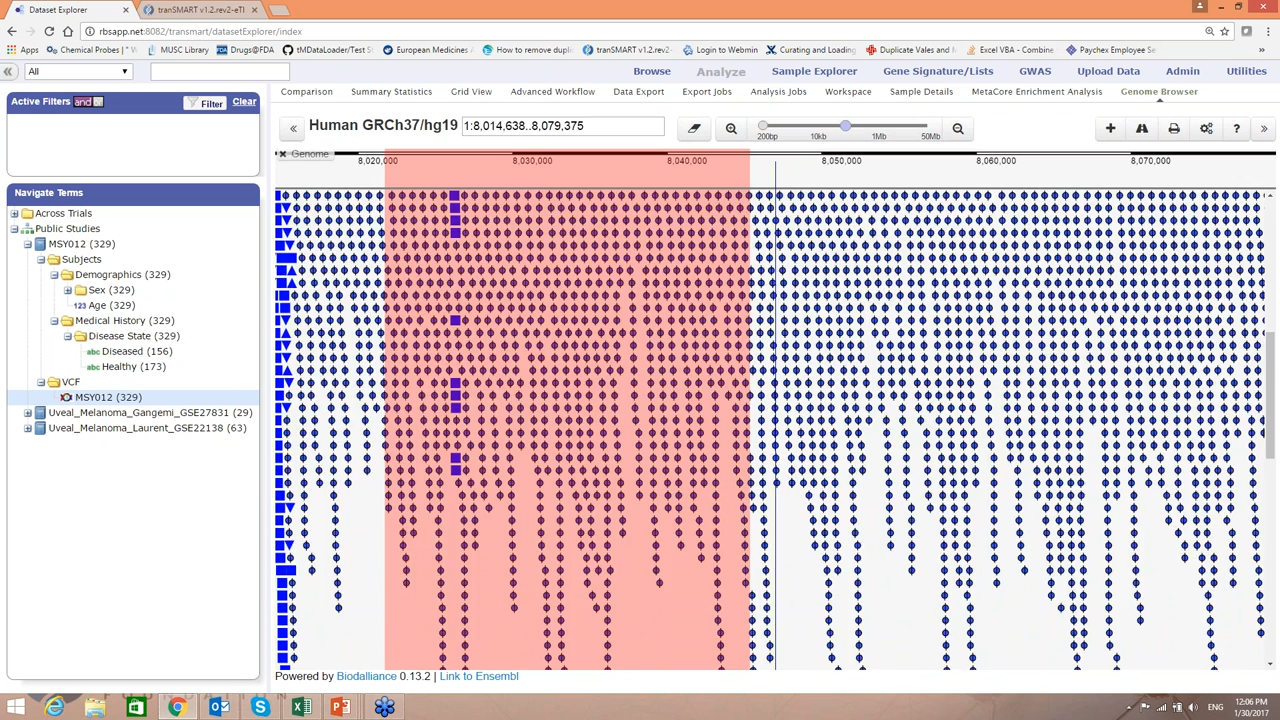 Dataset Explorer
tranSMART v1.2.rev2-eTI
rbsapp.net:8082/transmart/datasetExplorer/index
Apps
Chemical Probes | "
MUSC Library
Drugs@FDA
tMDataLoader/Test S
European Medicines A
How to remove duplic
tranSMART v1.2.rev2-
Login to Webmin
Curating and Loading
Duplicate Vales and M
Excel VBA - Combine
Paychex Employee Se
All
Browse
Analyze
Sample Explorer
Gene Signature/Lists
GWAS
Upload Data
Admin
Utilities
Active Filters and or
Filter
Clear
Comparison
Summary Statistics
Grid View
Advanced Workflow
Data Export
Export Jobs
Analysis Jobs
Workspace
Sample Details
MetaCore Enrichment Analysis
Genome Browser
Human GRCh37/hg19
1:8,014,638..8,079,375
200bp
10kb
1Mb
50Mb
Genome
8,020,000
8,030,000
8,040,000
8,050,000
8,060,000
8,070,000
Navigate Terms
Across Trials
Public Studies
MSY012 (329)
Subjects
Demographics (329)
Sex (329)
123 Age (329)
Medical History (329)
Disease State (329)
abc Diseased (156)
abc Healthy (173)
VCF
MSY012 (329)
Uveal_Melanoma_Gangemi_GSE27831 (29)
Uveal_Melanoma_Laurent_GSE22138 (63)
Powered by Biodalliance 0.13.2 | Link to Ensembl
ENG
12:06 PM
1/30/2017